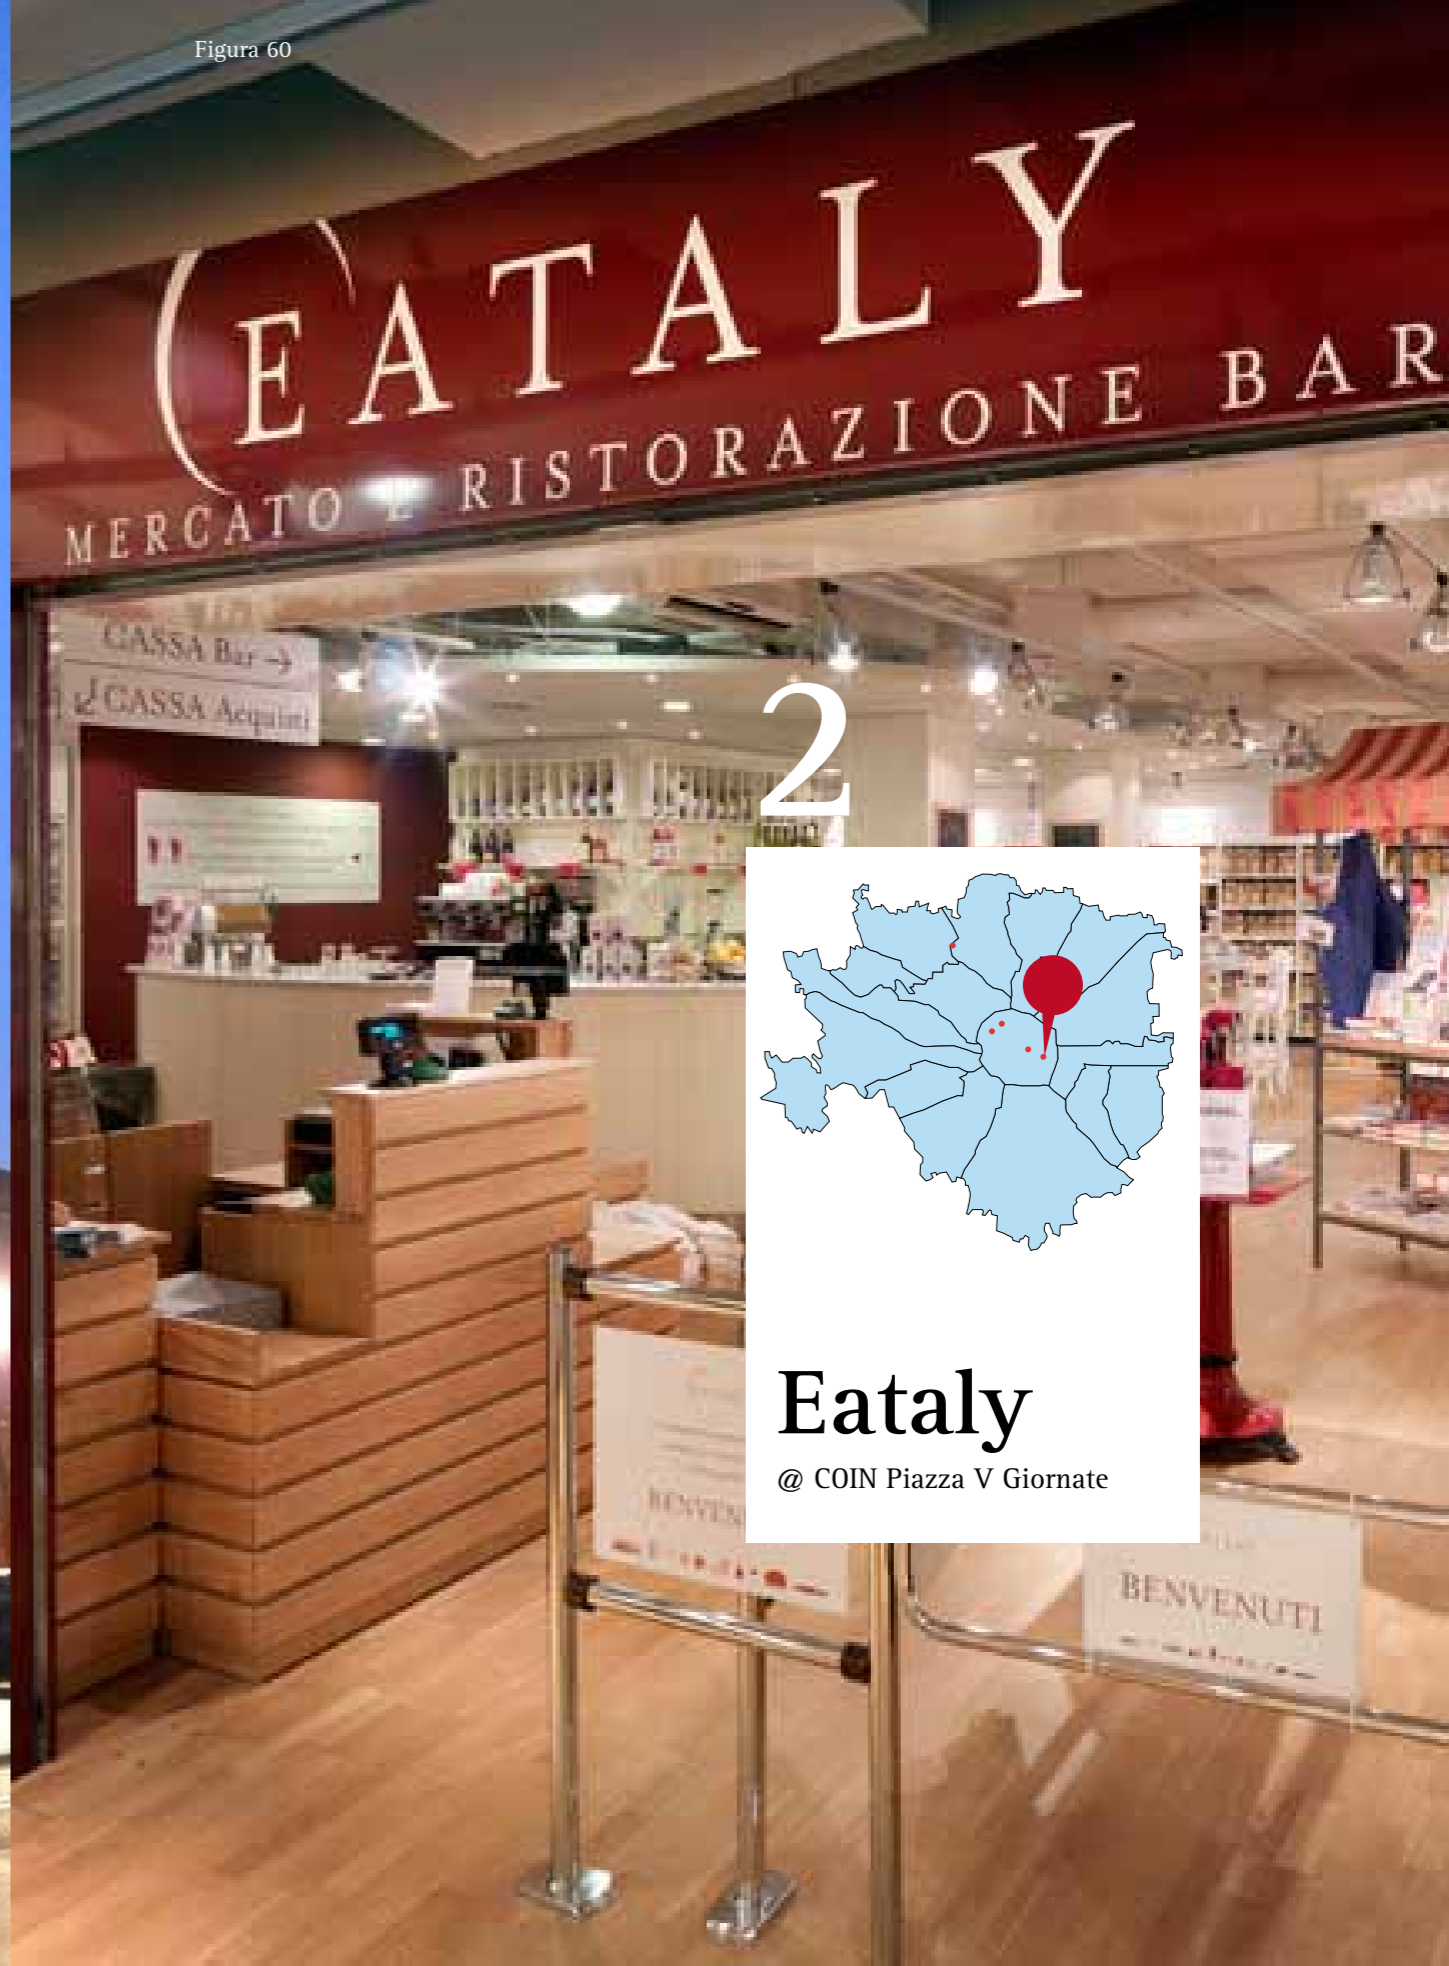 Figura 60
EATALY
MERCATO E RISTORAZIONE BAR
CASSA Bar →
↙ CASSA Acquisti
2
Eataly
@ COIN Piazza V Giornate
BENVENUTI